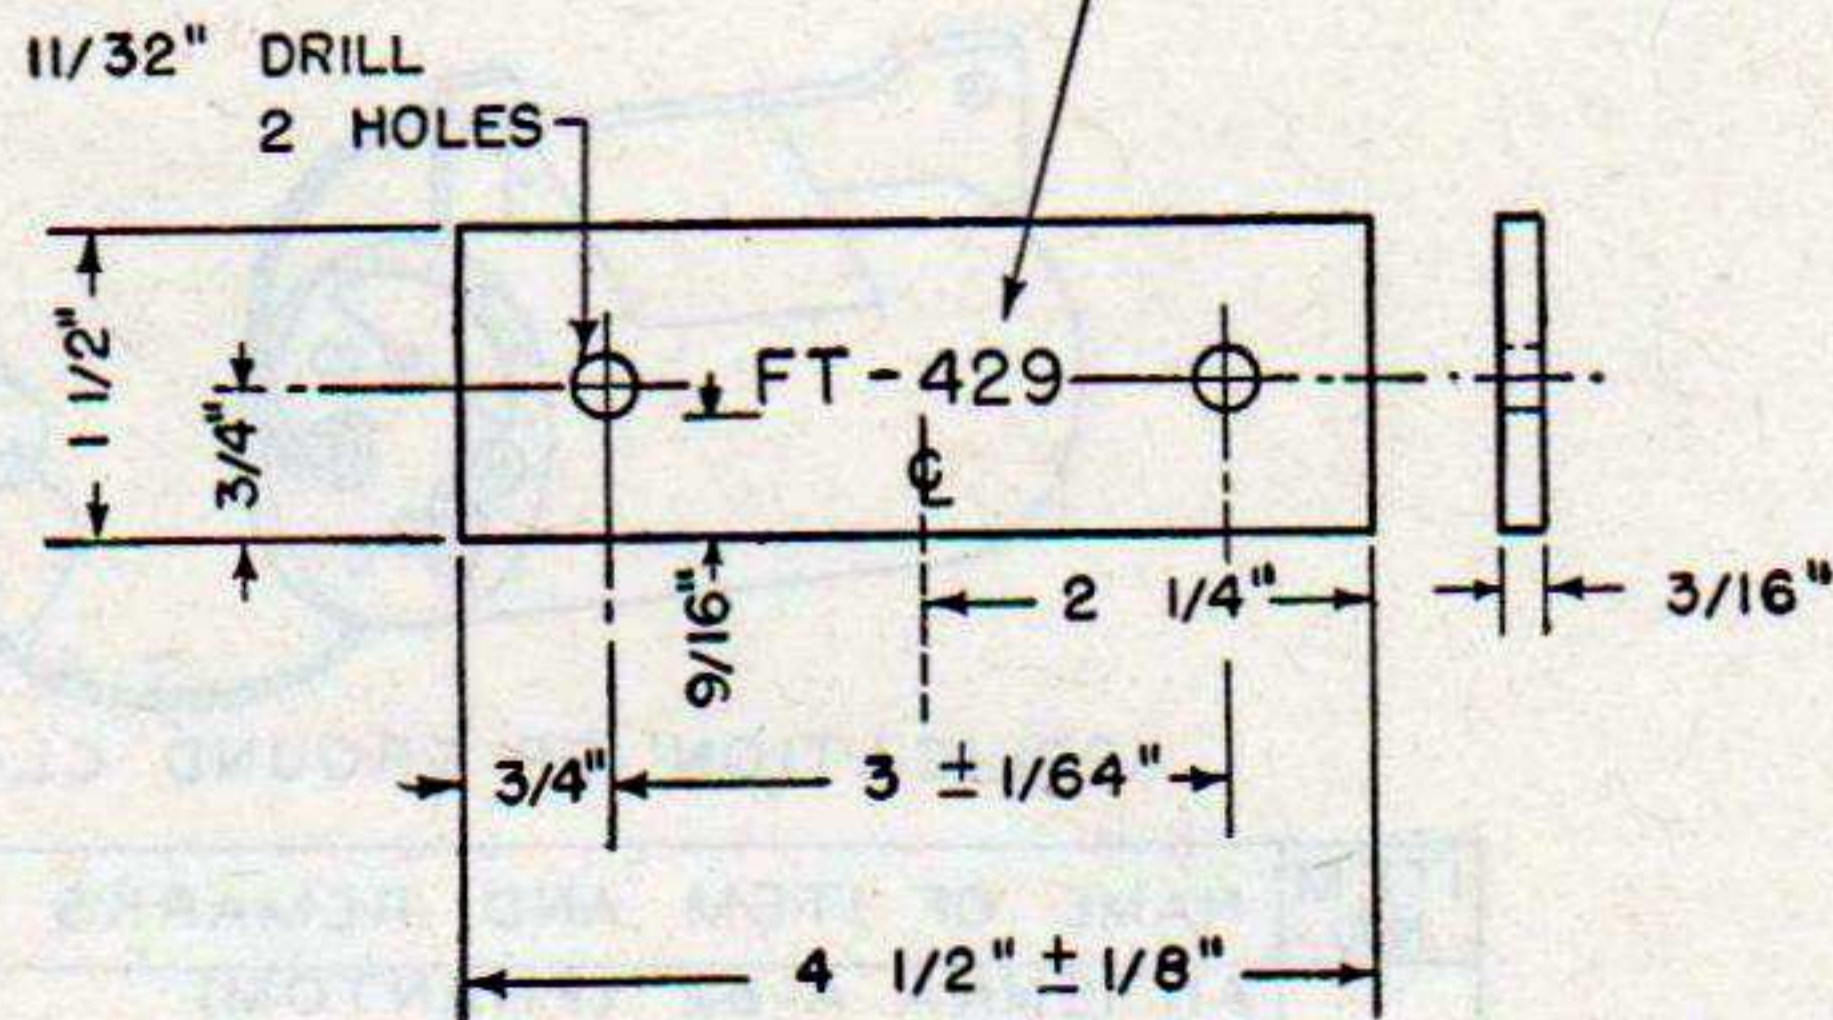 11/32" DRILL
2 HOLES
1 1/2"
3/4"
FT-429
℄
9/16"
2 1/4"
3/16"
3/4"
3 ± 1/64"
4 1/2" ± 1/8"